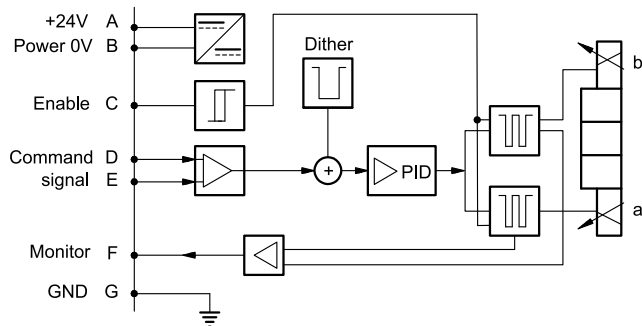 +24V A
Power 0V B
Dither
b
Enable C
Command D
signal E
+
PID
a
Monitor F
GND G